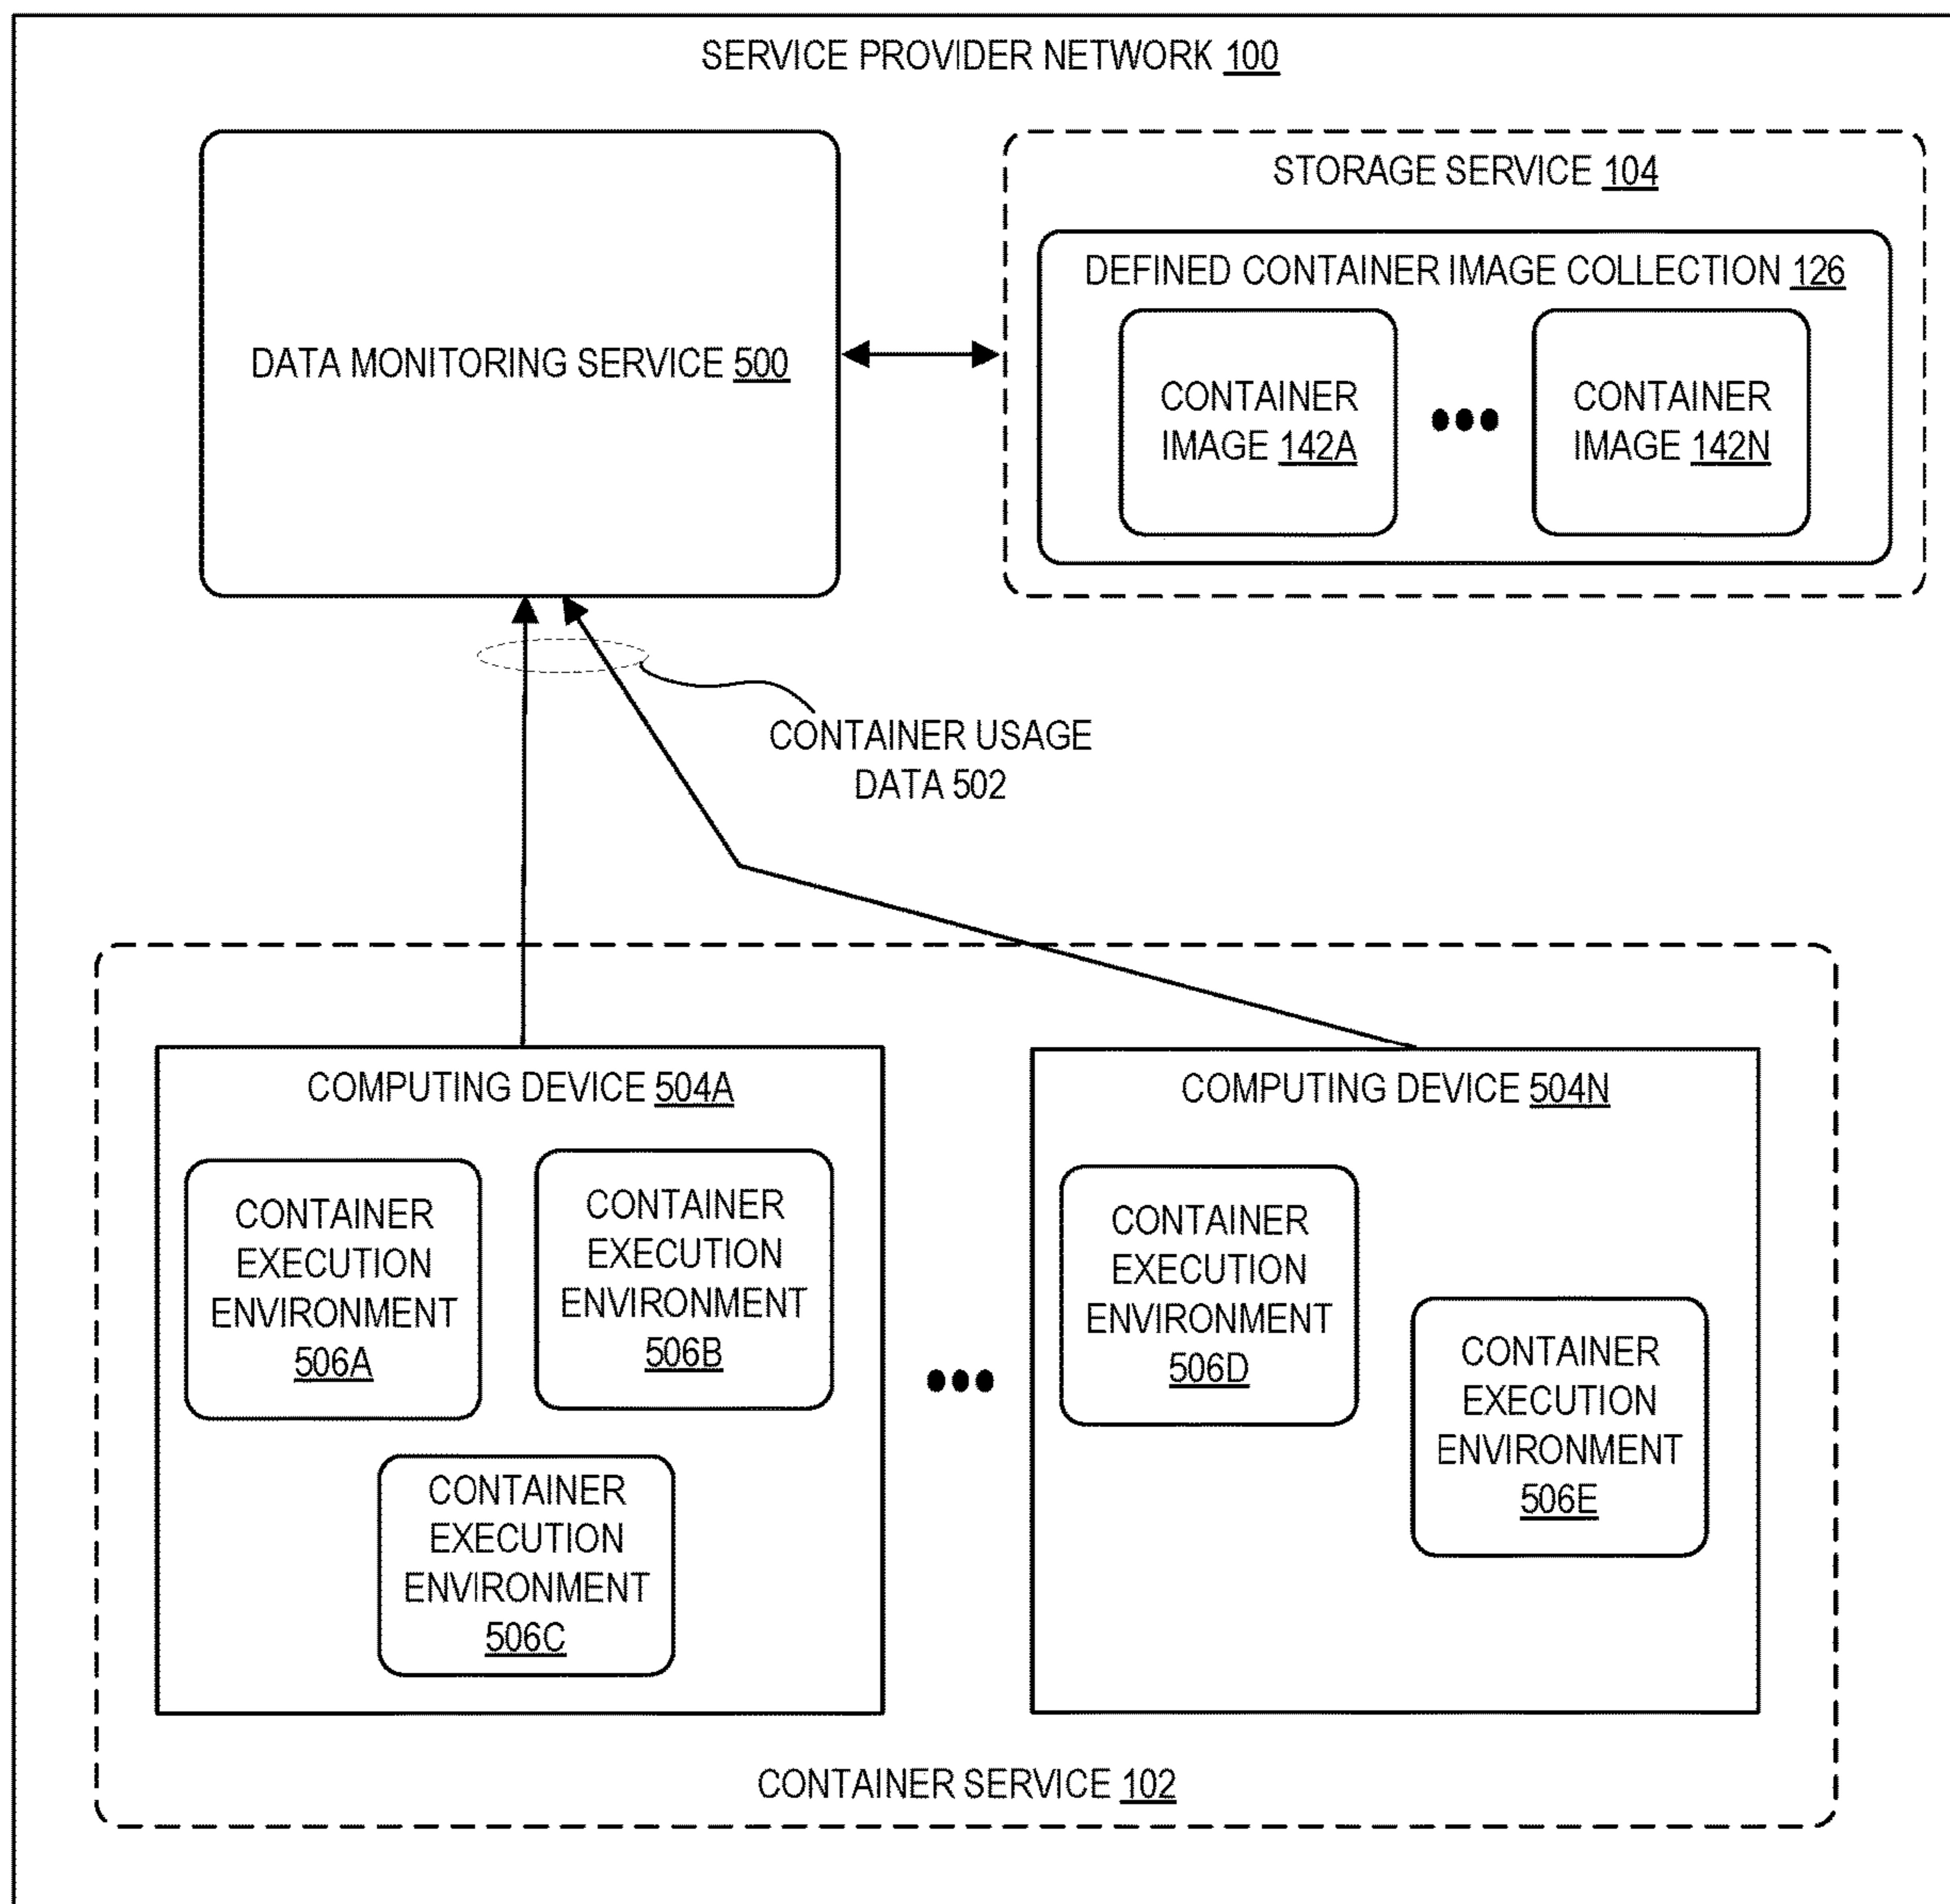 SERVICE PROVIDER NETWORK 100
DATA MONITORING SERVICE 500
STORAGE SERVICE 104
DEFINED CONTAINER IMAGE COLLECTION 126
CONTAINER
IMAGE 142A
CONTAINER
IMAGE 142N
CONTAINER USAGE
DATA 502
COMPUTING DEVICE 504A
CONTAINER
EXECUTION
ENVIRONMENT
506A
CONTAINER
EXECUTION
ENVIRONMENT
506B
CONTAINER
EXECUTION
ENVIRONMENT
506C
COMPUTING DEVICE 504N
CONTAINER
EXECUTION
ENVIRONMENT
506D
CONTAINER
EXECUTION
ENVIRONMENT
506E
CONTAINER SERVICE 102